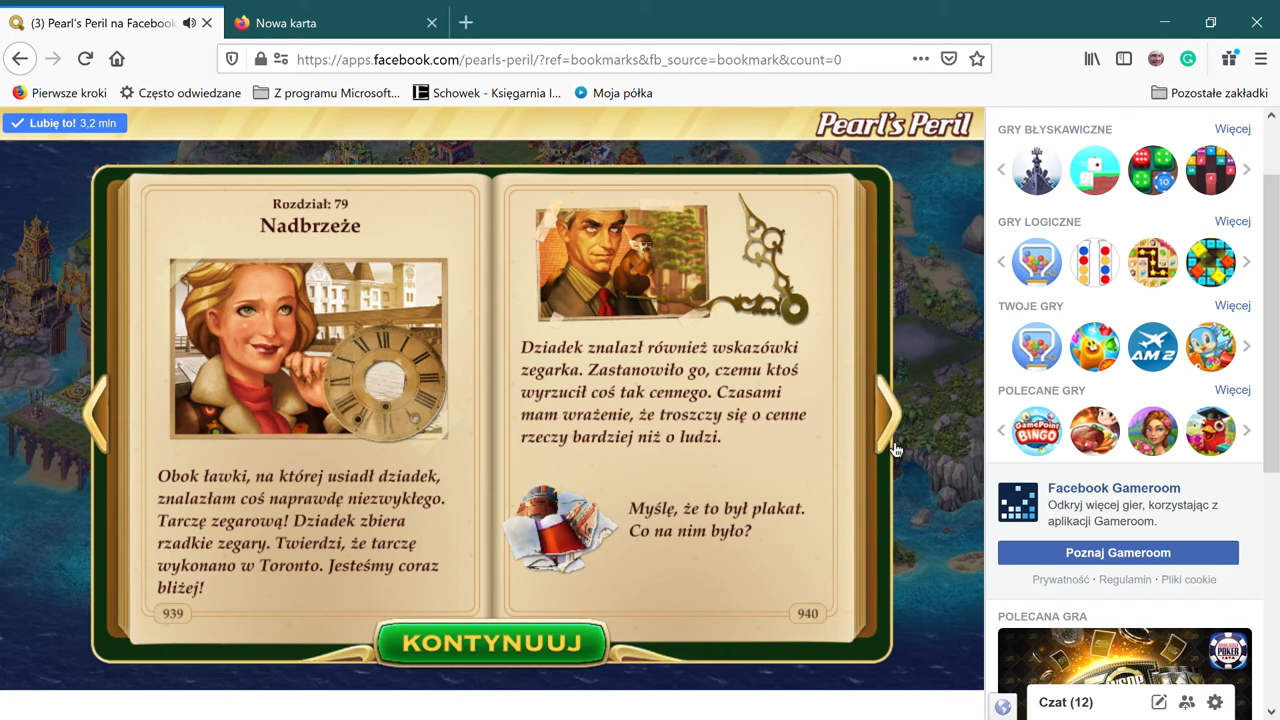 (3) Pearl's Peril na Facebook
Nowa karta
https://apps.facebook.com/pearls-peril/?ref=bookmarks&fb_source=bookmark&count=0
Pierwsze kroki
Często odwiedzane
Z programu Microsoft...
Schowek - Księgarnia I...
Moja półka
Pozostałe zakładki
Lubię to! 3,2 mln
Pearl's Peril
Rozdział: 79
Nadbrzeże
Obok ławki, na której usiadł dziadek,
znalazłam coś naprawdę niezwykłego.
Tarczę zegarową! Dziadek zbiera
rzadkie zegary. Twierdzi, że tarczę
wykonano w Toronto. Jesteśmy coraz
bliżej!
939
Dziadek znalazł również wskazówki
zegarka. Zastanowiło go, czemu ktoś
wyrzucił coś tak cennego. Czasami
mam wrażenie, że troszczy się o cenne
rzeczy bardziej niż o ludzi.
Myślę, że to był plakat.
Co na nim było?
940
KONTYNUUJ
GRY BŁYSKAWICZNE
Więcej
10
GRY LOGICZNE
Więcej
TWOJE GRY
Więcej
AM 2
POLECANE GRY
Więcej
GamePoint
BINGO
Facebook Gameroom
Odkryj więcej gier, korzystając z
aplikacji Gameroom.
Poznaj Gameroom
Prywatność · Regulamin · Pliki cookie
POLECANA GRA
POKER
Czat (12)